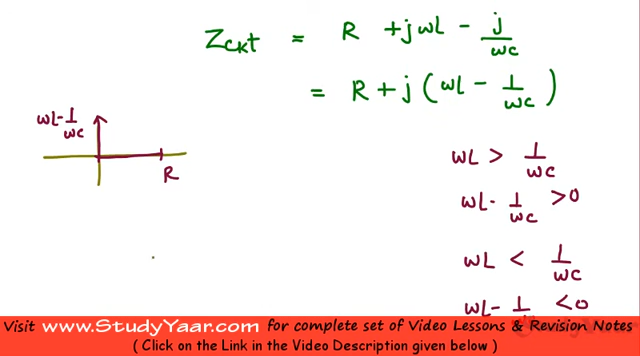 Zckt = R + jωL - j/ωC
= R + j(ωL - 1/ωC)
ωL - 1/ωC
R
ωL > 1/ωC
ωL - 1/ωC > 0
ωL < 1/ωC
ωL - 1/ωC < 0
Visit www.StudyYaar.com for complete set of Video Lessons & Revision Notes
( Click on the Link in the Video Description given below )